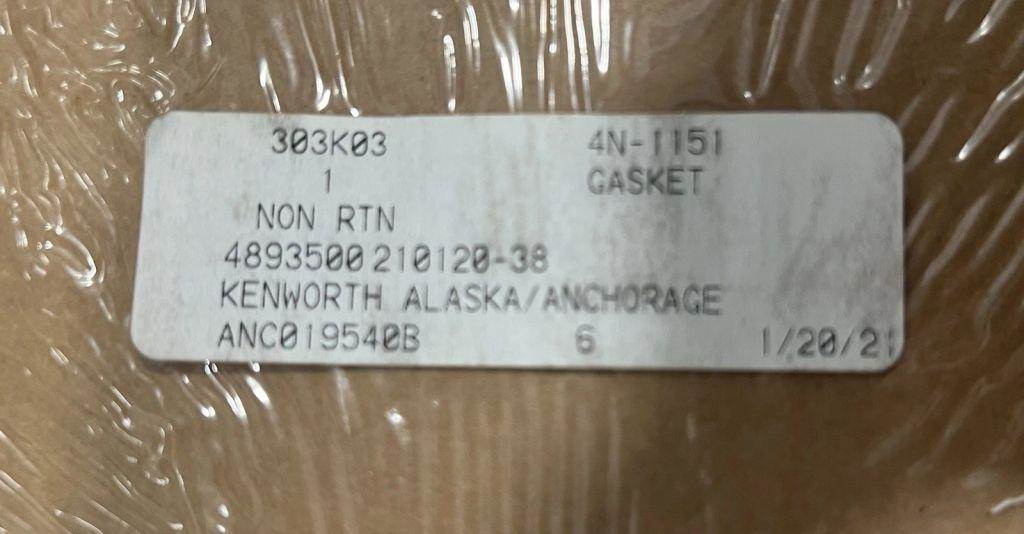 303K03 4N-1151
1 GASKET
NON RTN
4893500 210120-38
KENWORTH ALASKA/ANCHORAGE
ANC019540B 6 1/20/21